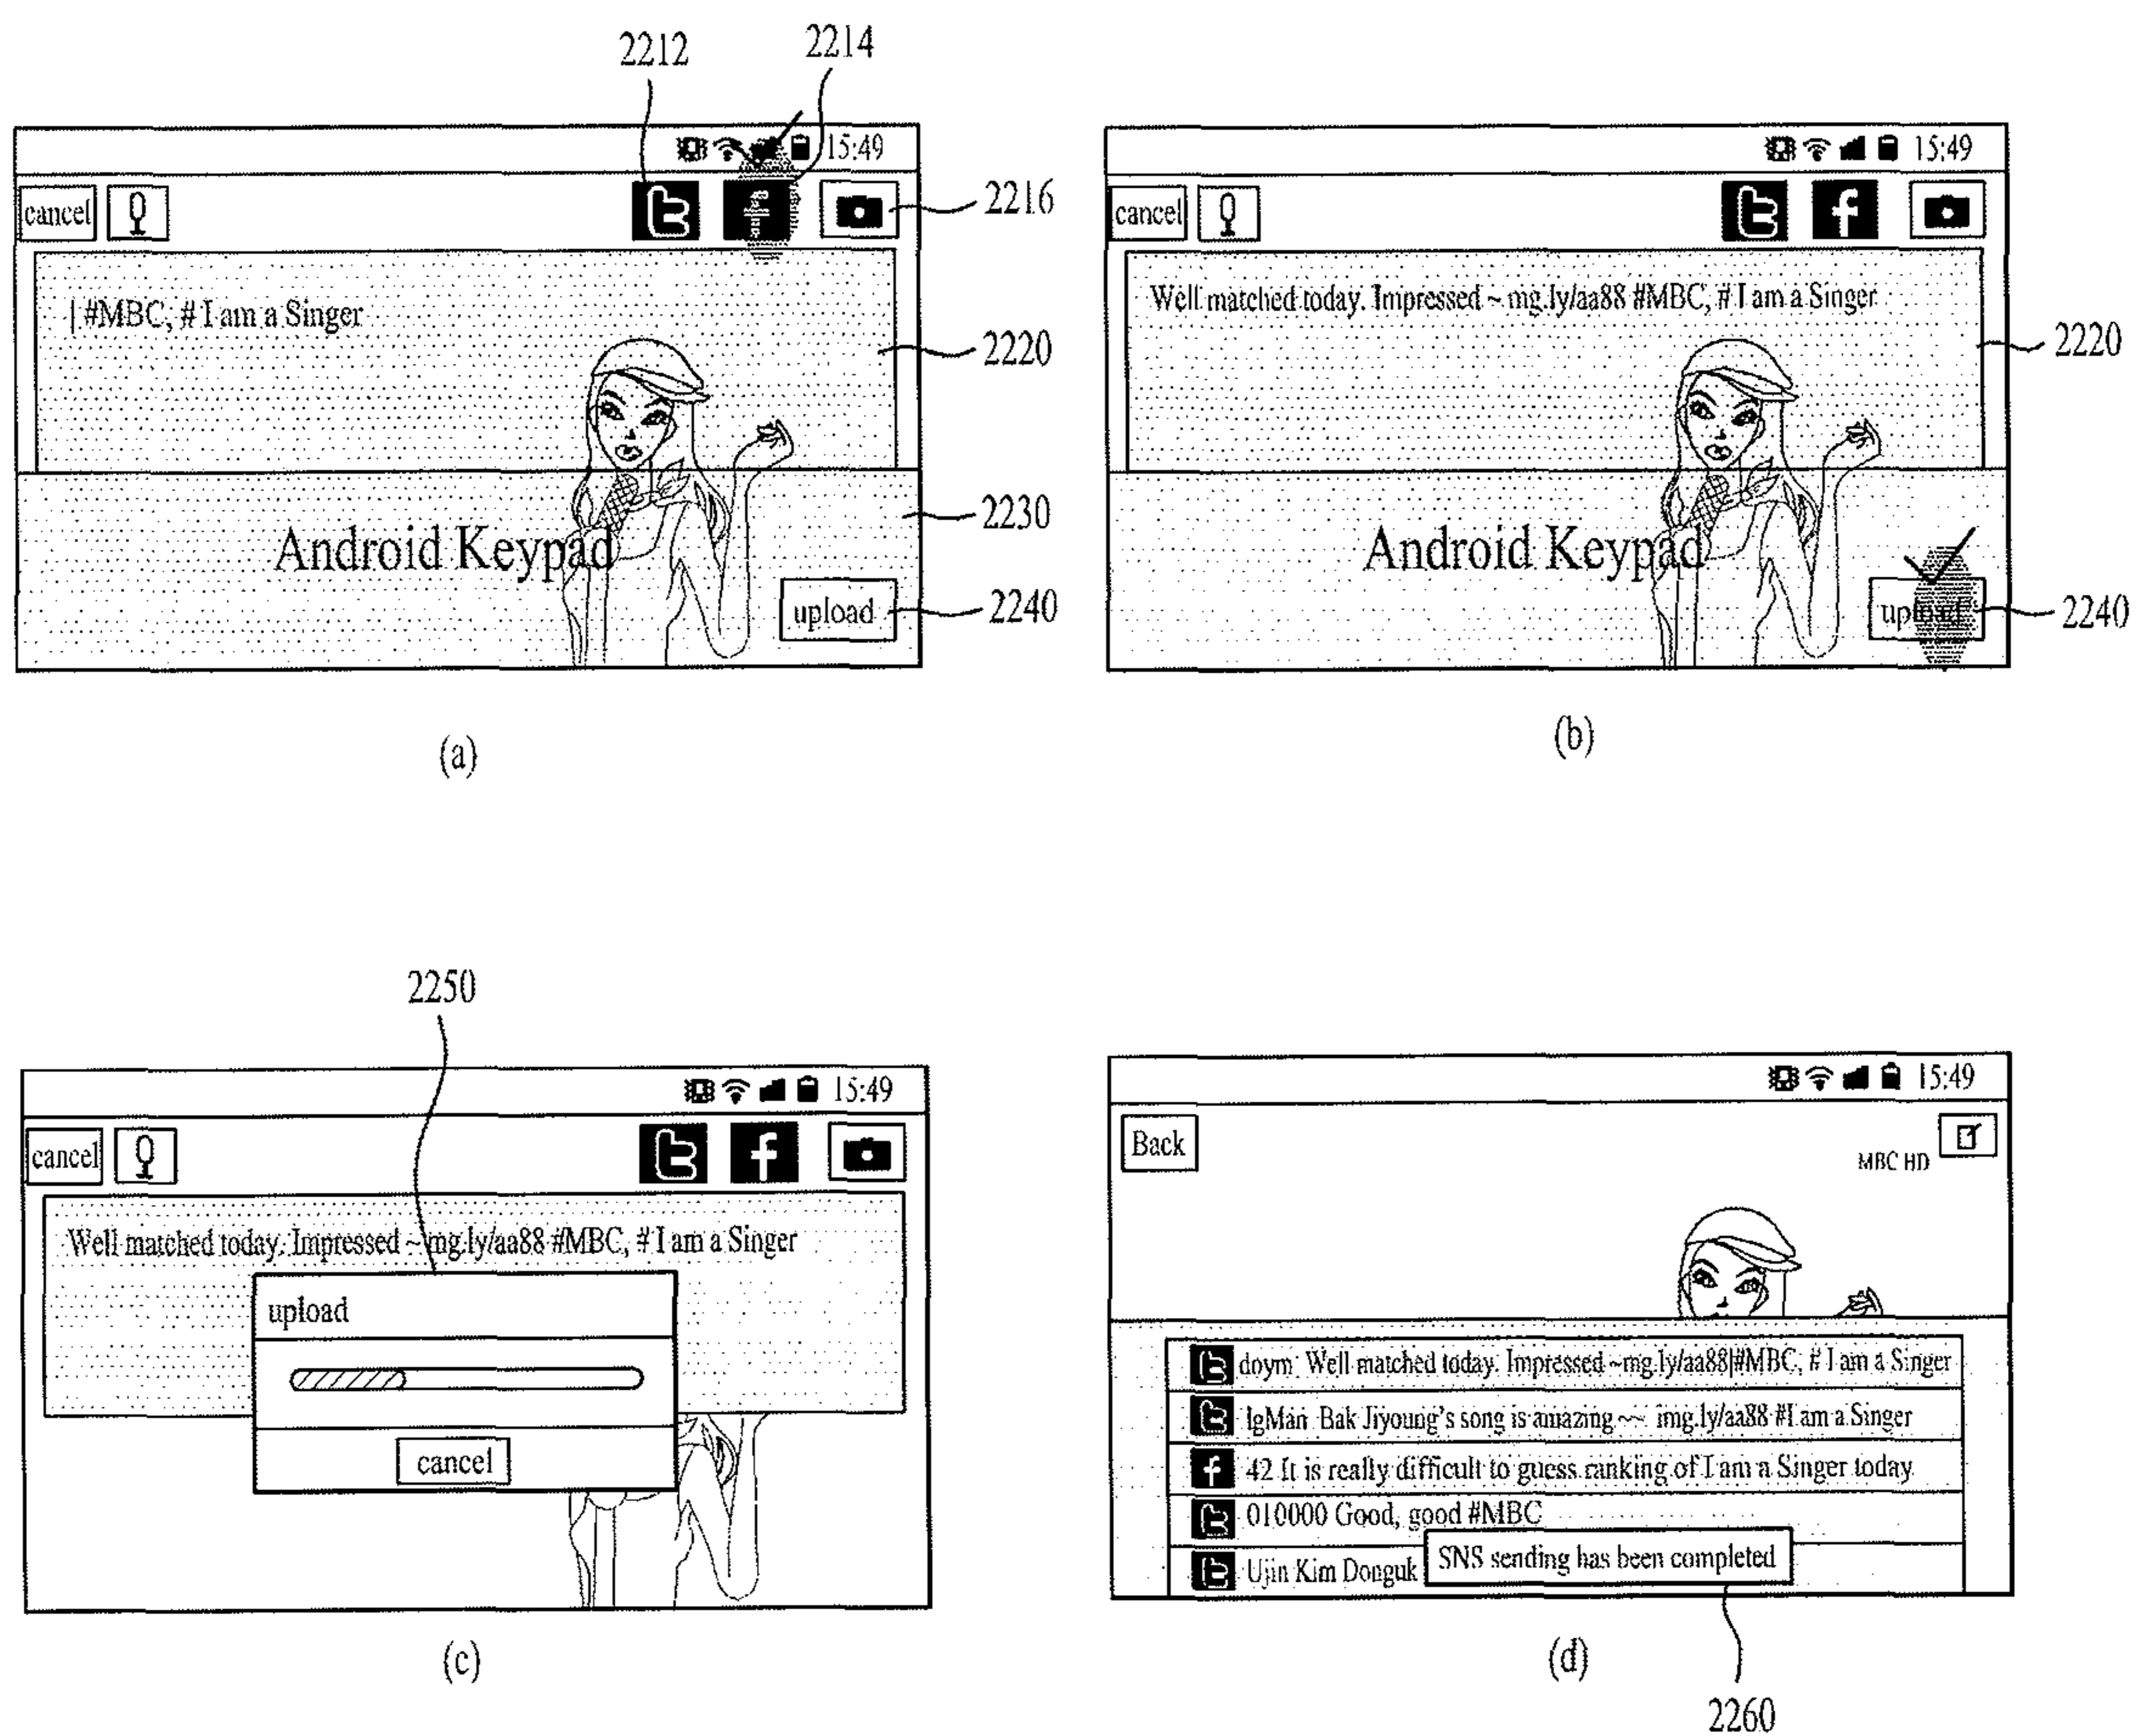 2212
2214
15:49
cancel
2216
| #MBC, # I am a Singer
2220
Android Keypad
2230
upload
2240
(a)
15:49
cancel
Well matched today. Impressed ~ mg.ly/aa88 #MBC, # I am a Singer
2220
Android Keypad
upload
2240
(b)
2250
15:49
cancel
Well matched today. Impressed ~ mg.ly/aa88 #MBC, # I am a Singer
upload
cancel
(c)
15:49
Back
MBC HD
doym Well matched today. Impressed ~mg.ly/aa88|#MBC, # I am a Singer
IgMan Bak Jiyoung's song is amazing ~~ img.ly/aa88 #I am a Singer
42 It is really difficult to guess ranking of I am a Singer today
010000 Good, good #MBC
Ujin Kim Donguk
SNS sending has been completed
(d)
2260